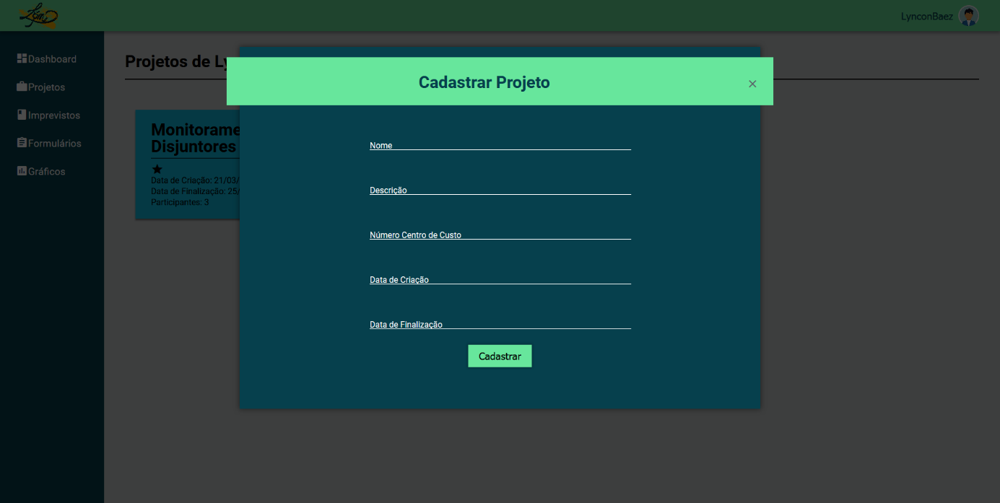 LynconBaez
Dashboard
Projetos
Imprevistos
Formulários
Gráficos
Projetos de Ly
Monitorame
Disjuntores
Data de Criação: 21/03/
Data de Finalização: 25/
Participantes: 3
Cadastrar Projeto
×
Nome
Descrição
Número Centro de Custo
Data de Criação
Data de Finalização
Cadastrar